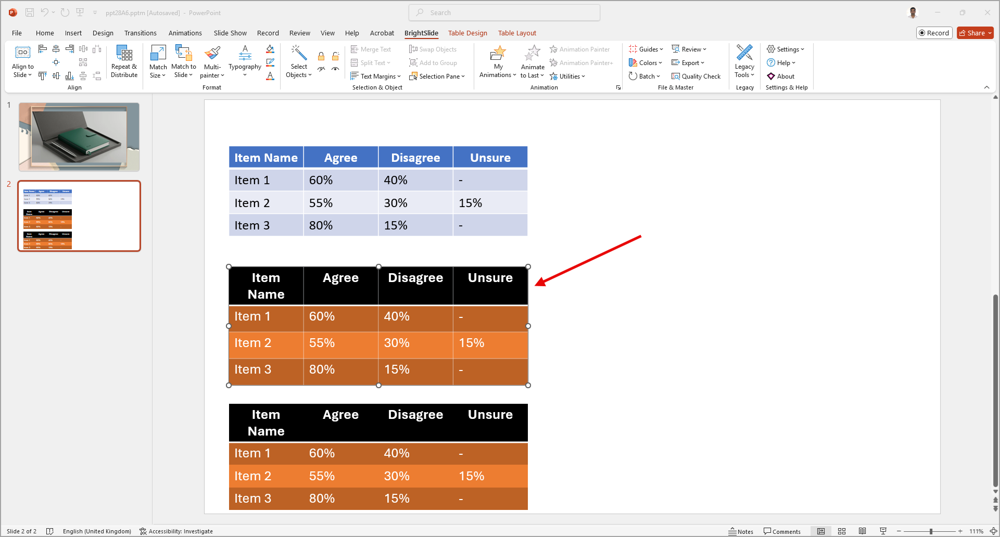 ppt28A6.pptm [Autosaved] - PowerPoint
Search
File Home Insert Design Transitions Animations Slide Show Record Review View Help Acrobat BrightSlide Table Design Table Layout
Record Share
Align to Slide
Repeat & Distribute
Align
Match Size
Match to Slide
Multi-painter
Typography
Format
Select Objects
Merge Text
Split Text
Text Margins
Swap Objects
Add to Group
Selection Pane
Selection & Object
My Animations
Animate to Last
Animation Painter
Animation Painter+
Utilities
Animation
Guides
Colors
Batch
Review
Export
Quality Check
File & Master
Legacy Tools
Legacy
Settings
Help
About
Settings & Help
1
2
Item Name Agree Disagree Unsure
Item 1 60% 40% -
Item 2 55% 30% 15%
Item 3 80% 15% -
Item Name Agree Disagree Unsure
Item 1 60% 40% -
Item 2 55% 30% 15%
Item 3 80% 15% -
Item Name Agree Disagree Unsure
Item 1 60% 40% -
Item 2 55% 30% 15%
Item 3 80% 15% -
Slide 2 of 2 English (United Kingdom) Accessibility: Investigate Notes Comments 111%